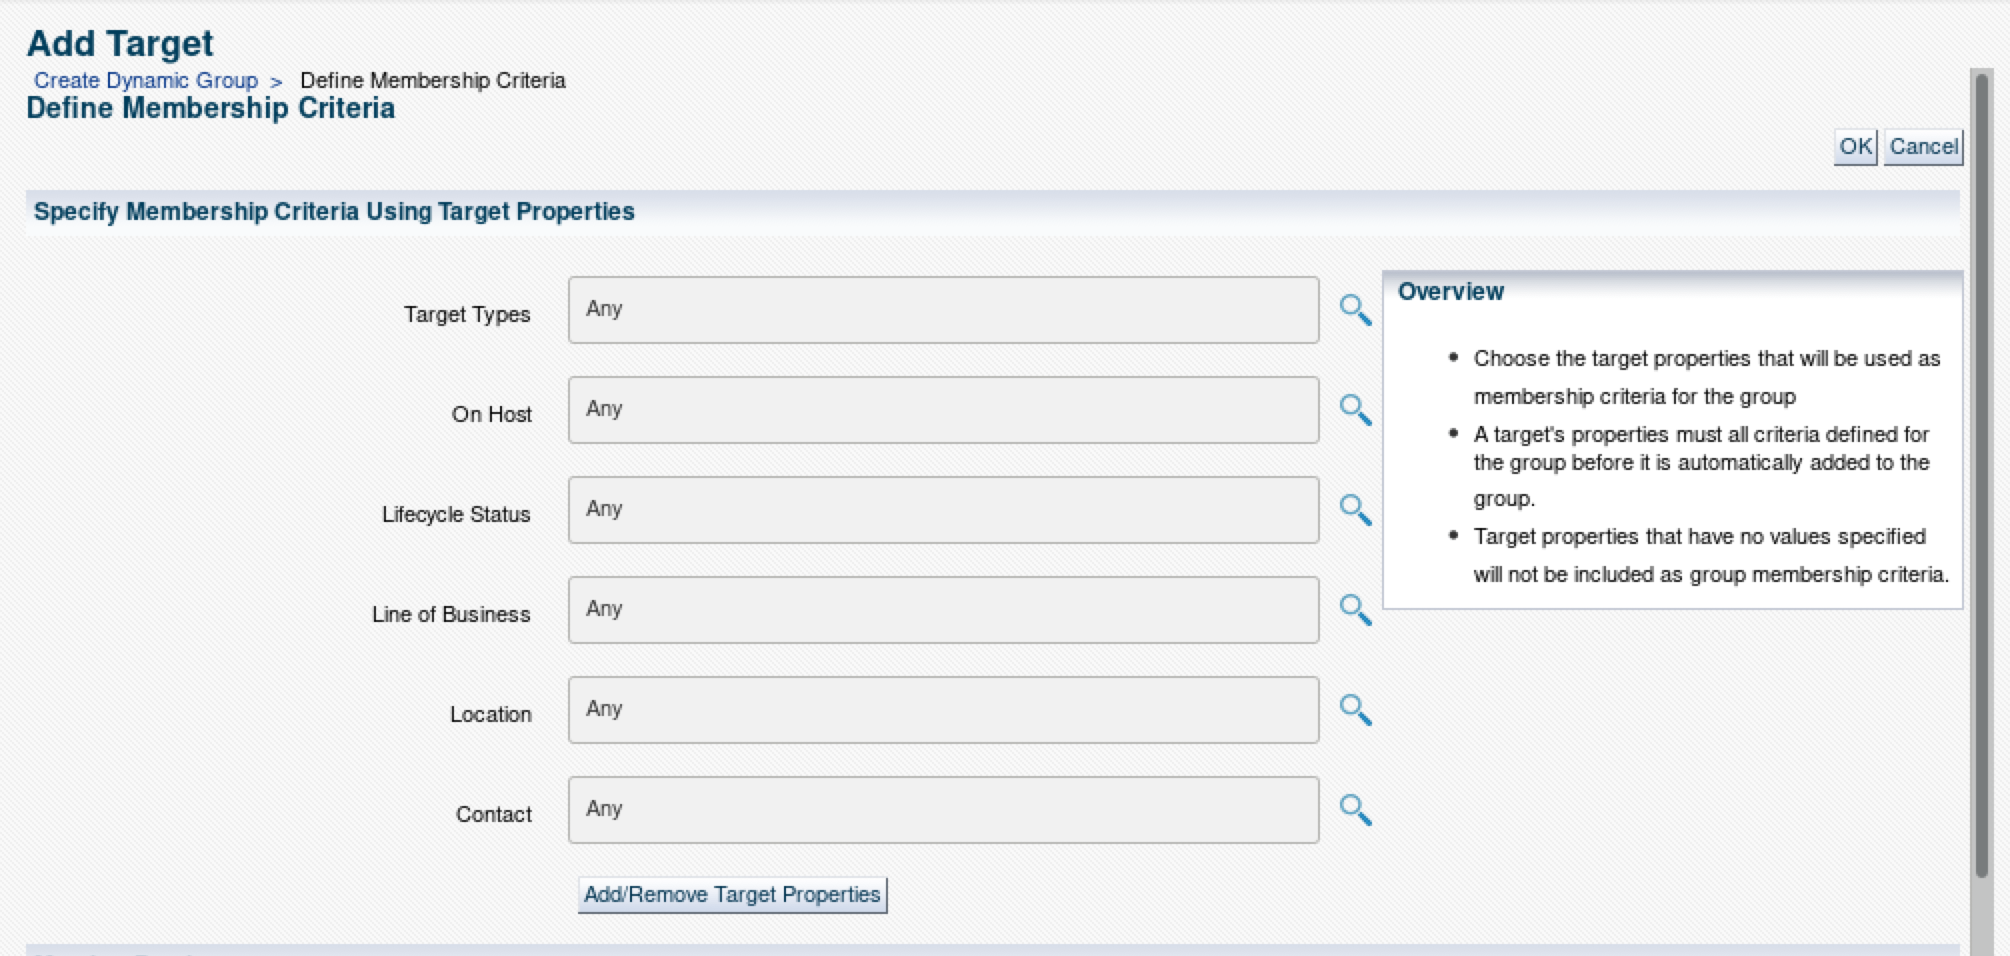 Add Target
Create Dynamic Group > Define Membership Criteria
Define Membership Criteria
OK Cancel
Specify Membership Criteria Using Target Properties
Target Types Any
On Host Any
Lifecycle Status Any
Line of Business Any
Location Any
Contact Any
Add/Remove Target Properties
Overview
• Choose the target properties that will be used as
membership criteria for the group
• A target's properties must all criteria defined for
the group before it is automatically added to the
group.
• Target properties that have no values specified
will not be included as group membership criteria.